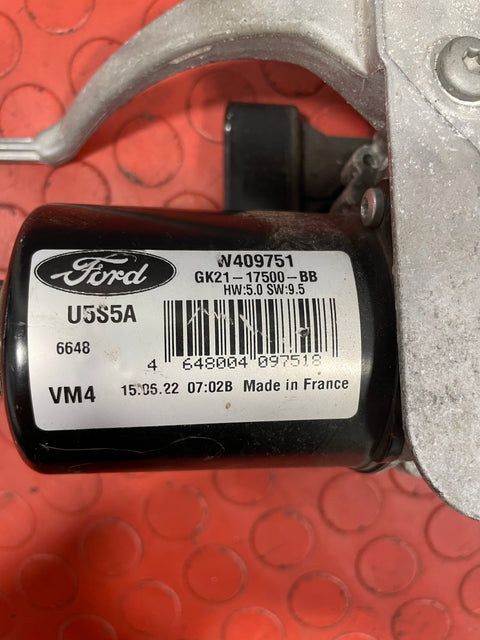 Ford
W409751
GK21-17500-BB
HW:5.0 SW:9.5
U5S5A
6648
4 648004 097518
VM4
15.06.22 07:02B Made in France